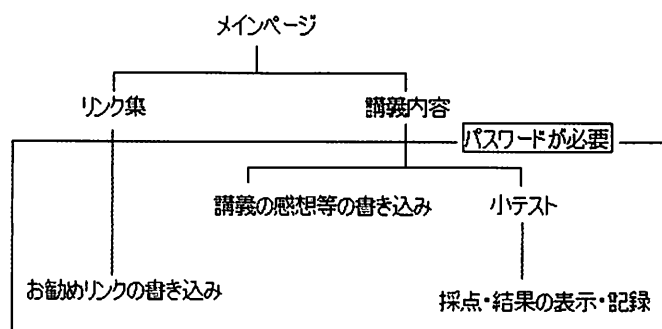 メインページ
リンク集
講義内容
パスワードが必要
講義の感想等の書き込み
小テスト
お勧めリンクの書き込み
採点・結果の表示・記録